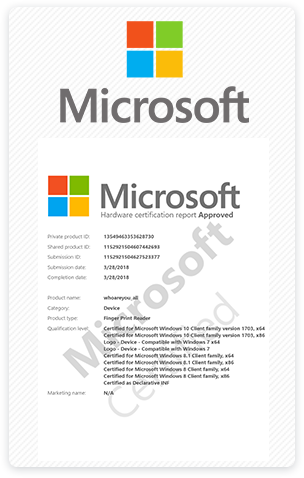 Microsoft
Microsoft
Hardware certification report Approved
Private product ID: 13549463353628730
Shared product ID: 1152921504607442693
Submission ID: 1152921504627523377
Submission date: 3/28/2018
Completion date: 3/28/2018
Product name: whoareyou_all
Category: Device
Product type: Finger Print Reader
Qualification level: Certified for Microsoft Windows 10 Client family version 1703, x64
Certified for Microsoft Windows 10 Client family version 1703, x86
Logo - Device - Compatible with Windows 7 x64
Logo - Device - Compatible with Windows 7
Certified for Microsoft Windows 8.1 Client family, x64
Certified for Microsoft Windows 8.1 Client family, x86
Certified for Microsoft Windows 8 Client family, x64
Certified for Microsoft Windows 8 Client family, x86
Certified as Declarative INF
Marketing name: N/A
Microsoft
Certified